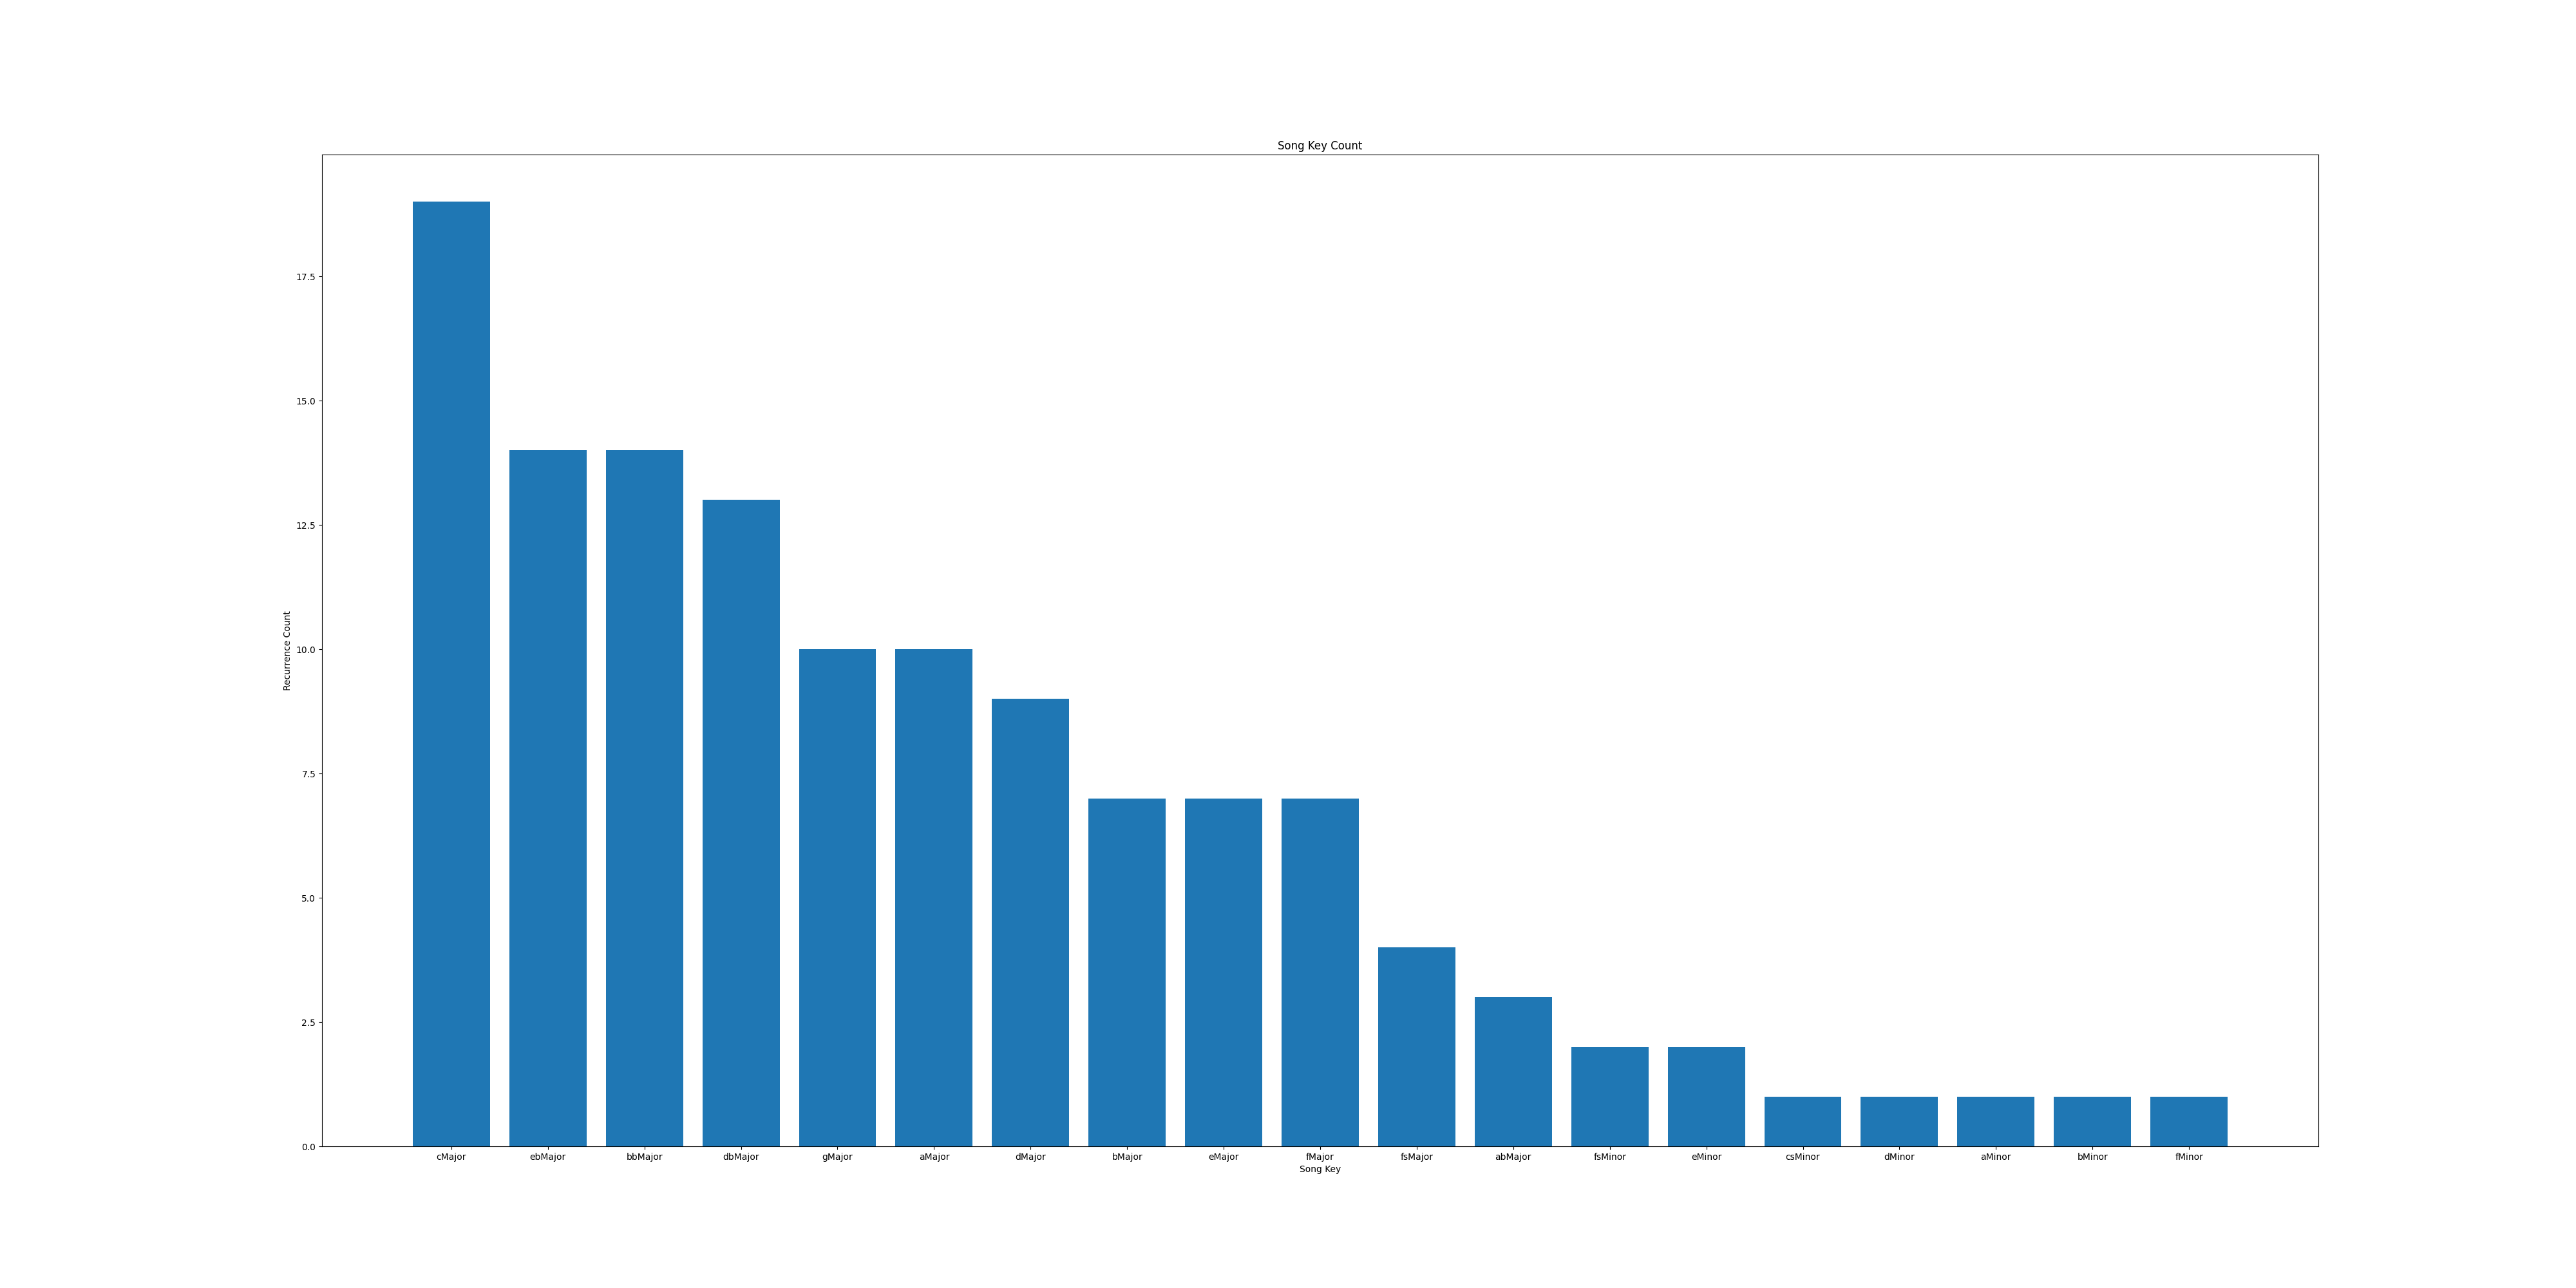 Song Key Count
17.5
15.0
12.5
10.0
7.5
5.0
2.5
0.0
Recurrence Count
cMajor ebMajor bbMajor dbMajor gMajor aMajor dMajor bMajor eMajor fMajor fsMajor abMajor fsMinor eMinor csMinor dMinor aMinor bMinor fMinor
Song Key